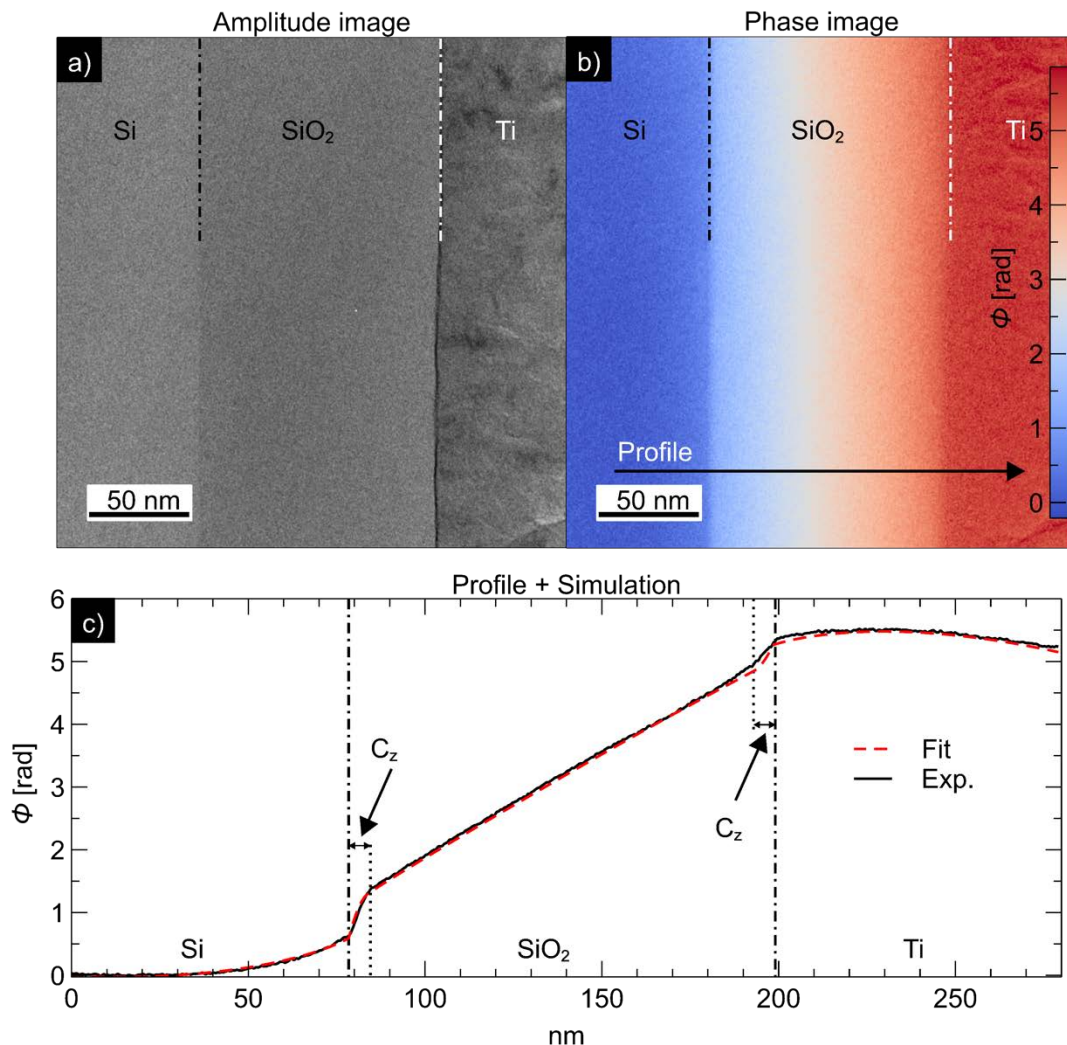 Amplitude image
Phase image
a)
b)
Si
SiO₂
Ti
Si
SiO₂
Ti
5
4
3
2
1
0
Φ [rad]
Profile
50 nm
50 nm
Profile + Simulation
c)
6
5
4
3
2
1
0
Φ [rad]
C_z
C_z
Fit
Exp.
Si
SiO₂
Ti
0
50
100
150
200
250
nm